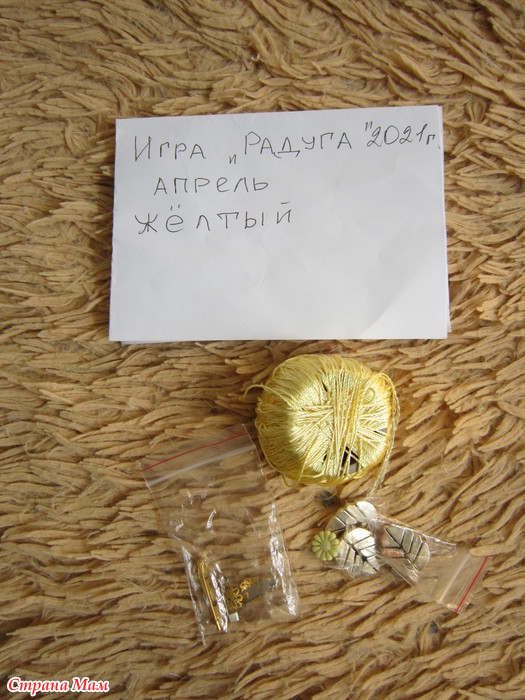 Игра "Радуга" 2021г.
апрель
жёлтый
Страна Мам